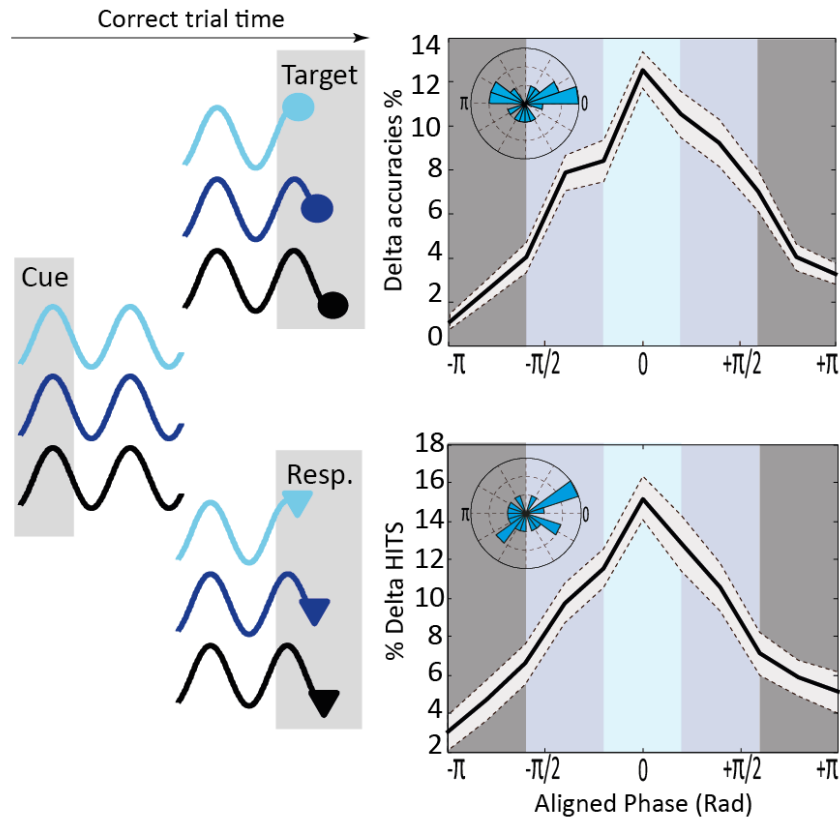 Correct trial time
Target
Cue
Resp.
Delta accuracies %
14
12
10
8
6
4
2
0
π
0
-π
-π/2
0
+π/2
+π
% Delta HITS
18
16
14
12
10
8
6
4
2
π
0
-π
-π/2
0
+π/2
+π
Aligned Phase (Rad)